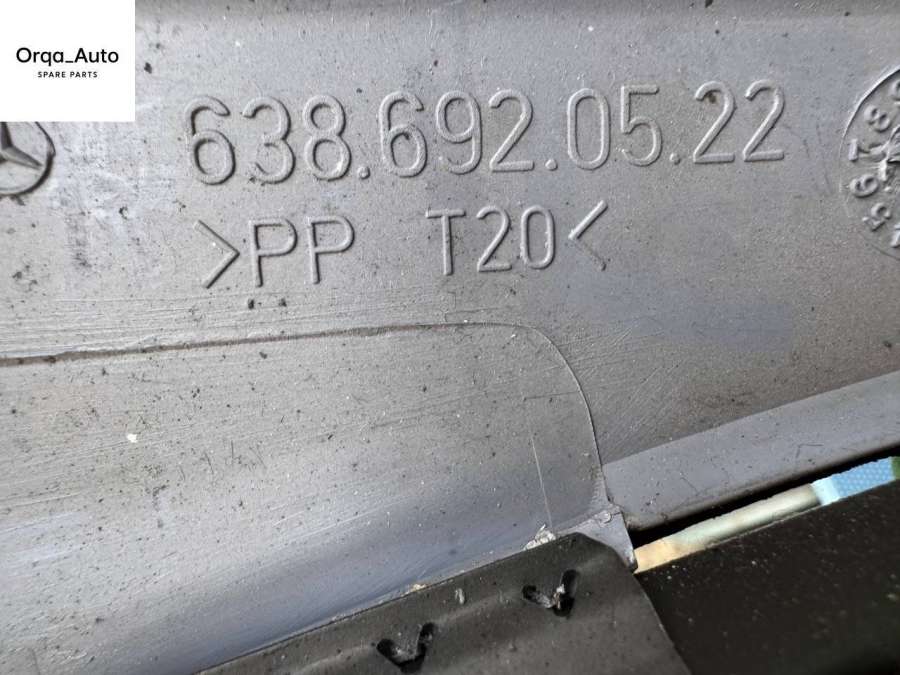 Orqa_Auto
SPARE PARTS
638.692.05.22
>PP T20<